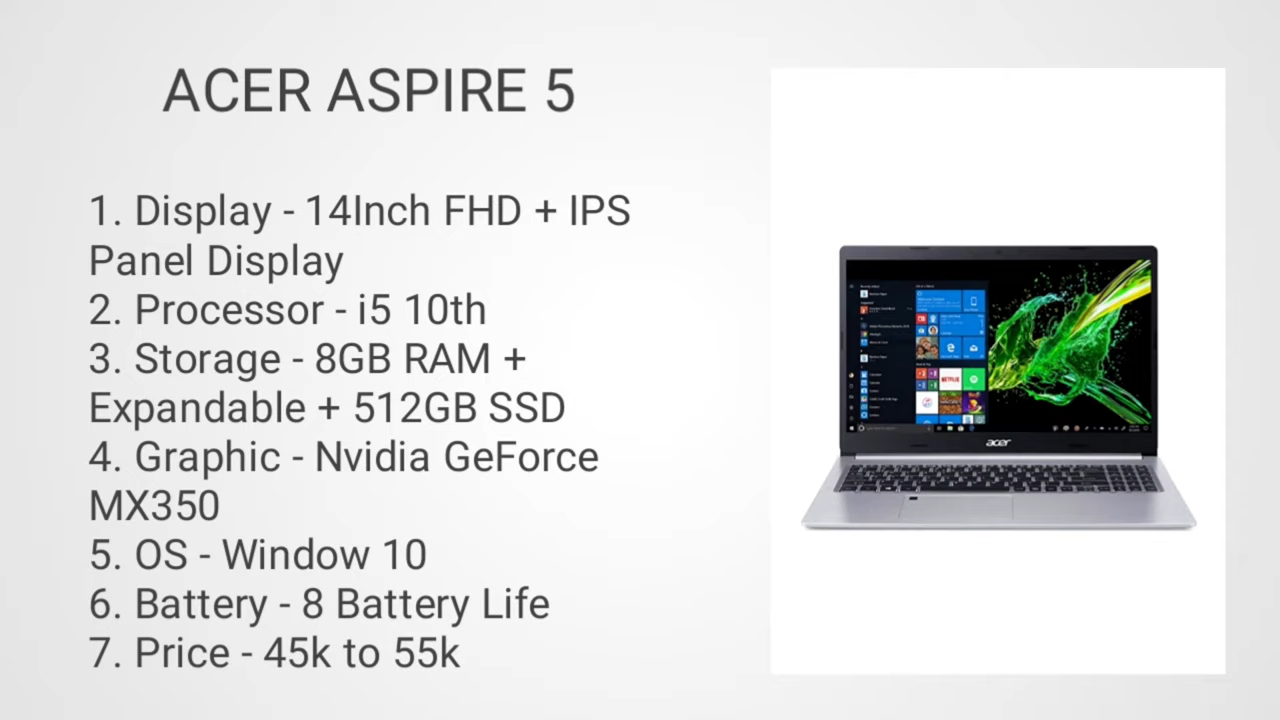 ACER ASPIRE 5
1. Display - 14Inch FHD + IPS
Panel Display
2. Processor - i5 10th
3. Storage - 8GB RAM +
Expandable + 512GB SSD
4. Graphic - Nvidia GeForce
MX350
5. OS - Window 10
6. Battery - 8 Battery Life
7. Price - 45k to 55k
NETFLIX
acer